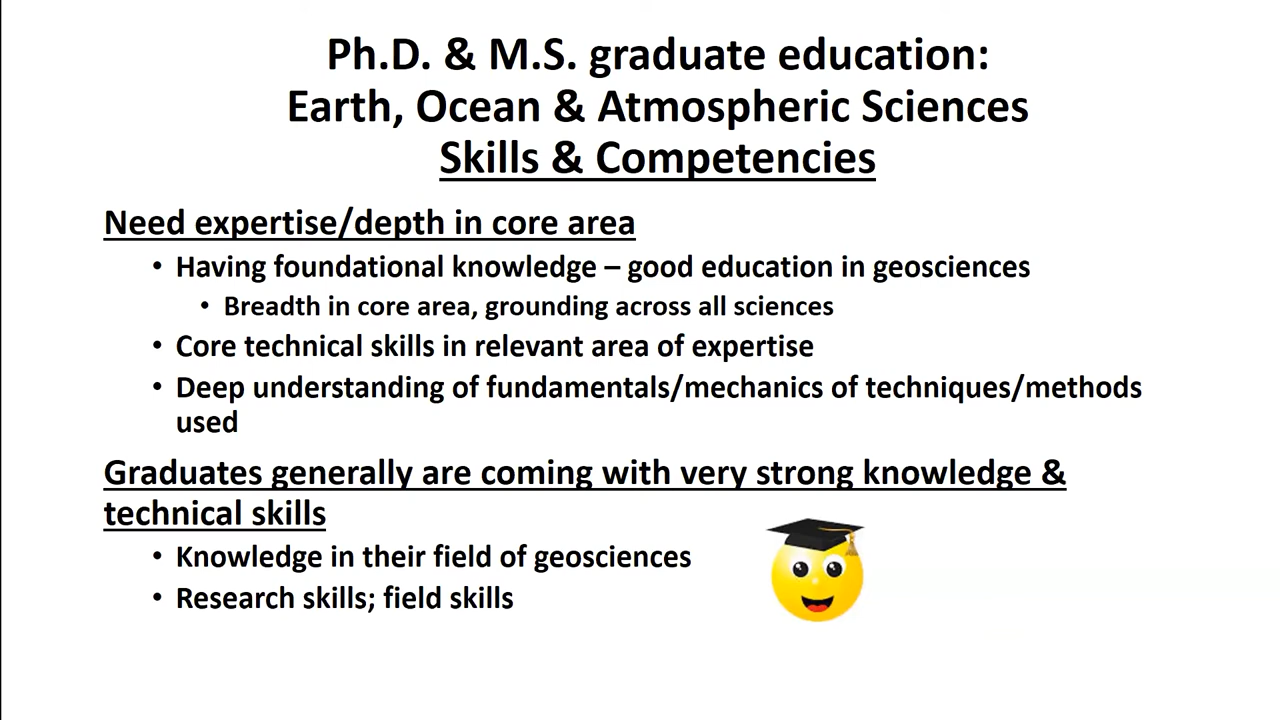 Ph.D. & M.S. graduate education:
Earth, Ocean & Atmospheric Sciences
Skills & Competencies
Need expertise/depth in core area
• Having foundational knowledge – good education in geosciences
• Breadth in core area, grounding across all sciences
• Core technical skills in relevant area of expertise
• Deep understanding of fundamentals/mechanics of techniques/methods
used
Graduates generally are coming with very strong knowledge &
technical skills
• Knowledge in their field of geosciences
• Research skills; field skills